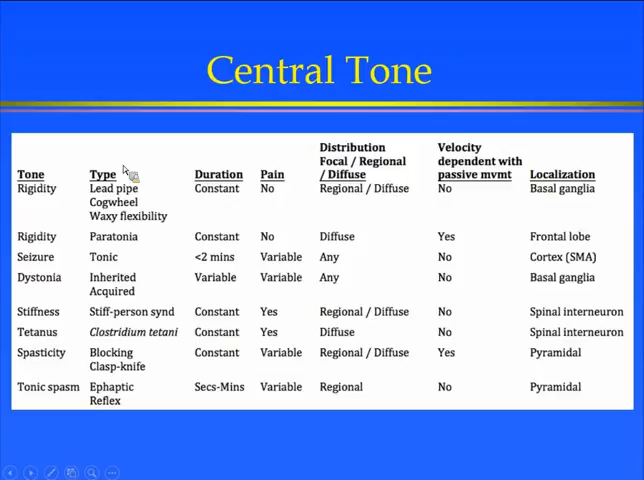 Central Tone
Distribution Velocity
Focal / Regional dependent with
Tone Type Duration Pain / Diffuse passive mvmt Localization
Rigidity Lead pipe Constant No Regional / Diffuse No Basal ganglia
Cogwheel
Waxy flexibility
Rigidity Paratonia Constant No Diffuse Yes Frontal lobe
Seizure Tonic <2 mins Variable Any No Cortex (SMA)
Dystonia Inherited Variable Variable Any No Basal ganglia
Acquired
Stiffness Stiff-person synd Constant Yes Regional / Diffuse No Spinal interneuron
Tetanus Clostridium tetani Constant Yes Diffuse No Spinal interneuron
Spasticity Blocking Constant Variable Regional / Diffuse Yes Pyramidal
Clasp-knife
Tonic spasm Ephaptic Secs-Mins Variable Regional No Pyramidal
Reflex